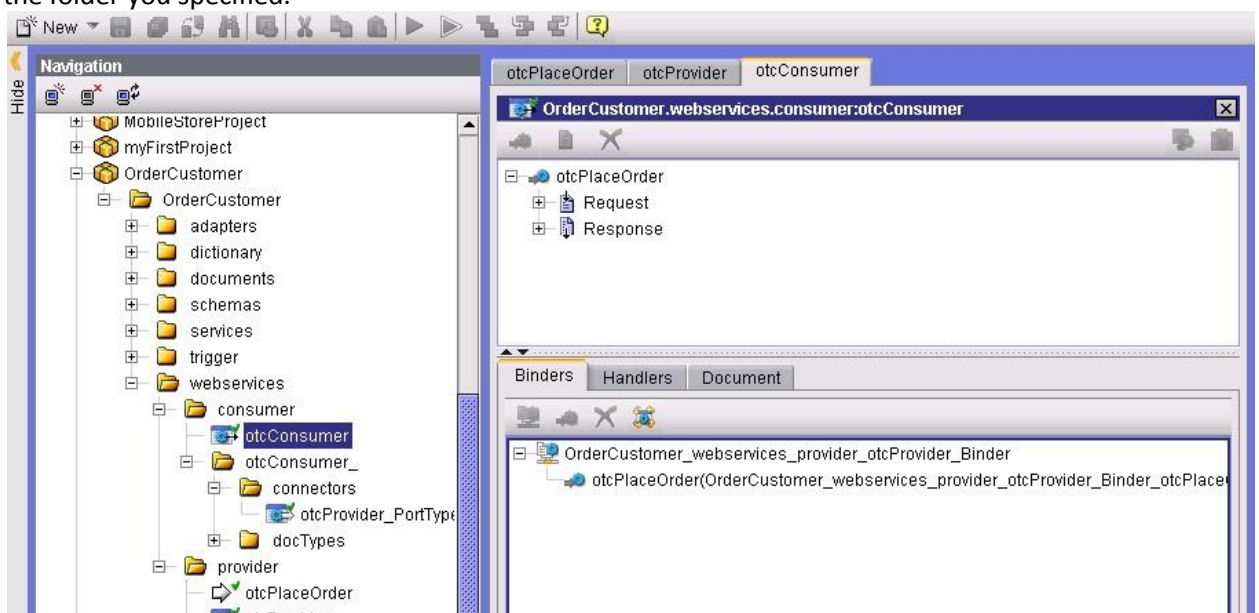 the folder you specified.
New
Hide
Navigation
MobileStoreProject
myFirstProject
OrderCustomer
OrderCustomer
adapters
dictionary
documents
schemas
services
trigger
webservices
consumer
otcConsumer
otcConsumer_
connectors
otcProvider_PortType
docTypes
provider
otcPlaceOrder
otcPlaceOrder otcProvider otcConsumer
OrderCustomer.webservices.consumer:otcConsumer
otcPlaceOrder
Request
Response
Binders Handlers Document
OrderCustomer_webservices_provider_otcProvider_Binder
otcPlaceOrder(OrderCustomer_webservices_provider_otcProvider_Binder_otcPlace